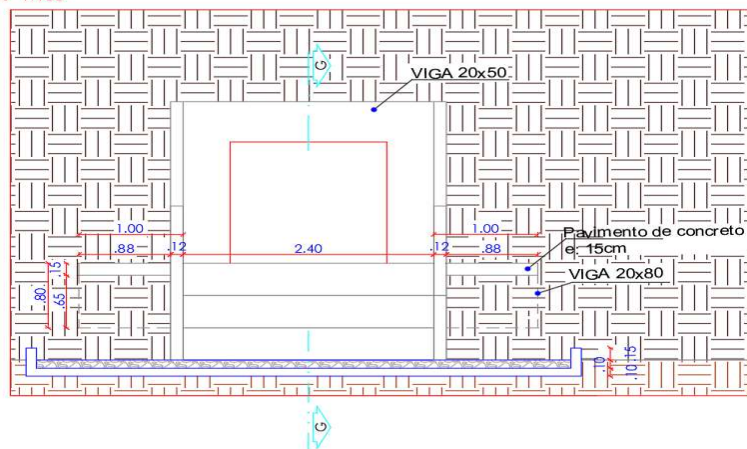 G
VIGA 20x50
Pavimento de concreto
e: 15cm
VIGA 20x80
1.00
1.00
.88
.12
2.40
.12
.88
.15
.80
.65
.10
.10
.15
G